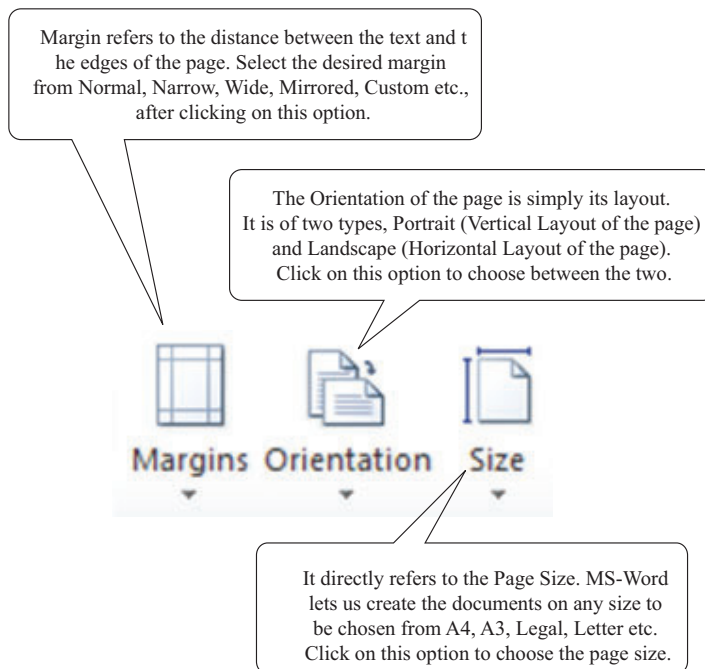 Margin refers to the distance between the text and t
he edges of the page. Select the desired margin
from Normal, Narrow, Wide, Mirrored, Custom etc.,
after clicking on this option.
The Orientation of the page is simply its layout.
It is of two types, Portrait (Vertical Layout of the page)
and Landscape (Horizontal Layout of the page).
Click on this option to choose between the two.
Margins Orientation Size
It directly refers to the Page Size. MS-Word
lets us create the documents on any size to
be chosen from A4, A3, Legal, Letter etc.
Click on this option to choose the page size.